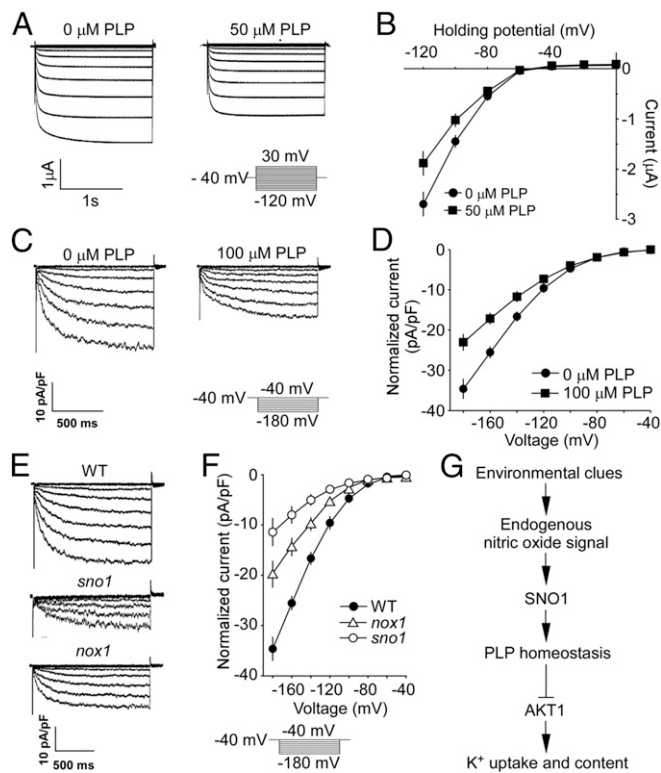 A
0 μM PLP
50 μM PLP
1μA
1s
30 mV
- 40 mV
-120 mV
B
Holding potential (mV)
-120
-80
-40
0
-1
-2
-3
Current (μA)
0 μM PLP
50 μM PLP
C
0 μM PLP
100 μM PLP
10 pA/pF
500 ms
-40 mV
-40 mV
-180 mV
D
Normalized current
(pA/pF)
0
-10
-20
-30
-40
0 μM PLP
100 μM PLP
-160
-120
-80
-40
Voltage (mV)
E
WT
sno1
nox1
10 pA/pF
500 ms
F
Normalized current (pA/pF)
0
-10
-20
-30
-40
WT
nox1
sno1
-160
-120
-80
-40
Voltage (mV)
-40 mV
-40 mV
-180 mV
G
Environmental clues
Endogenous
nitric oxide signal
SNO1
PLP homeostasis
AKT1
K⁺ uptake and content